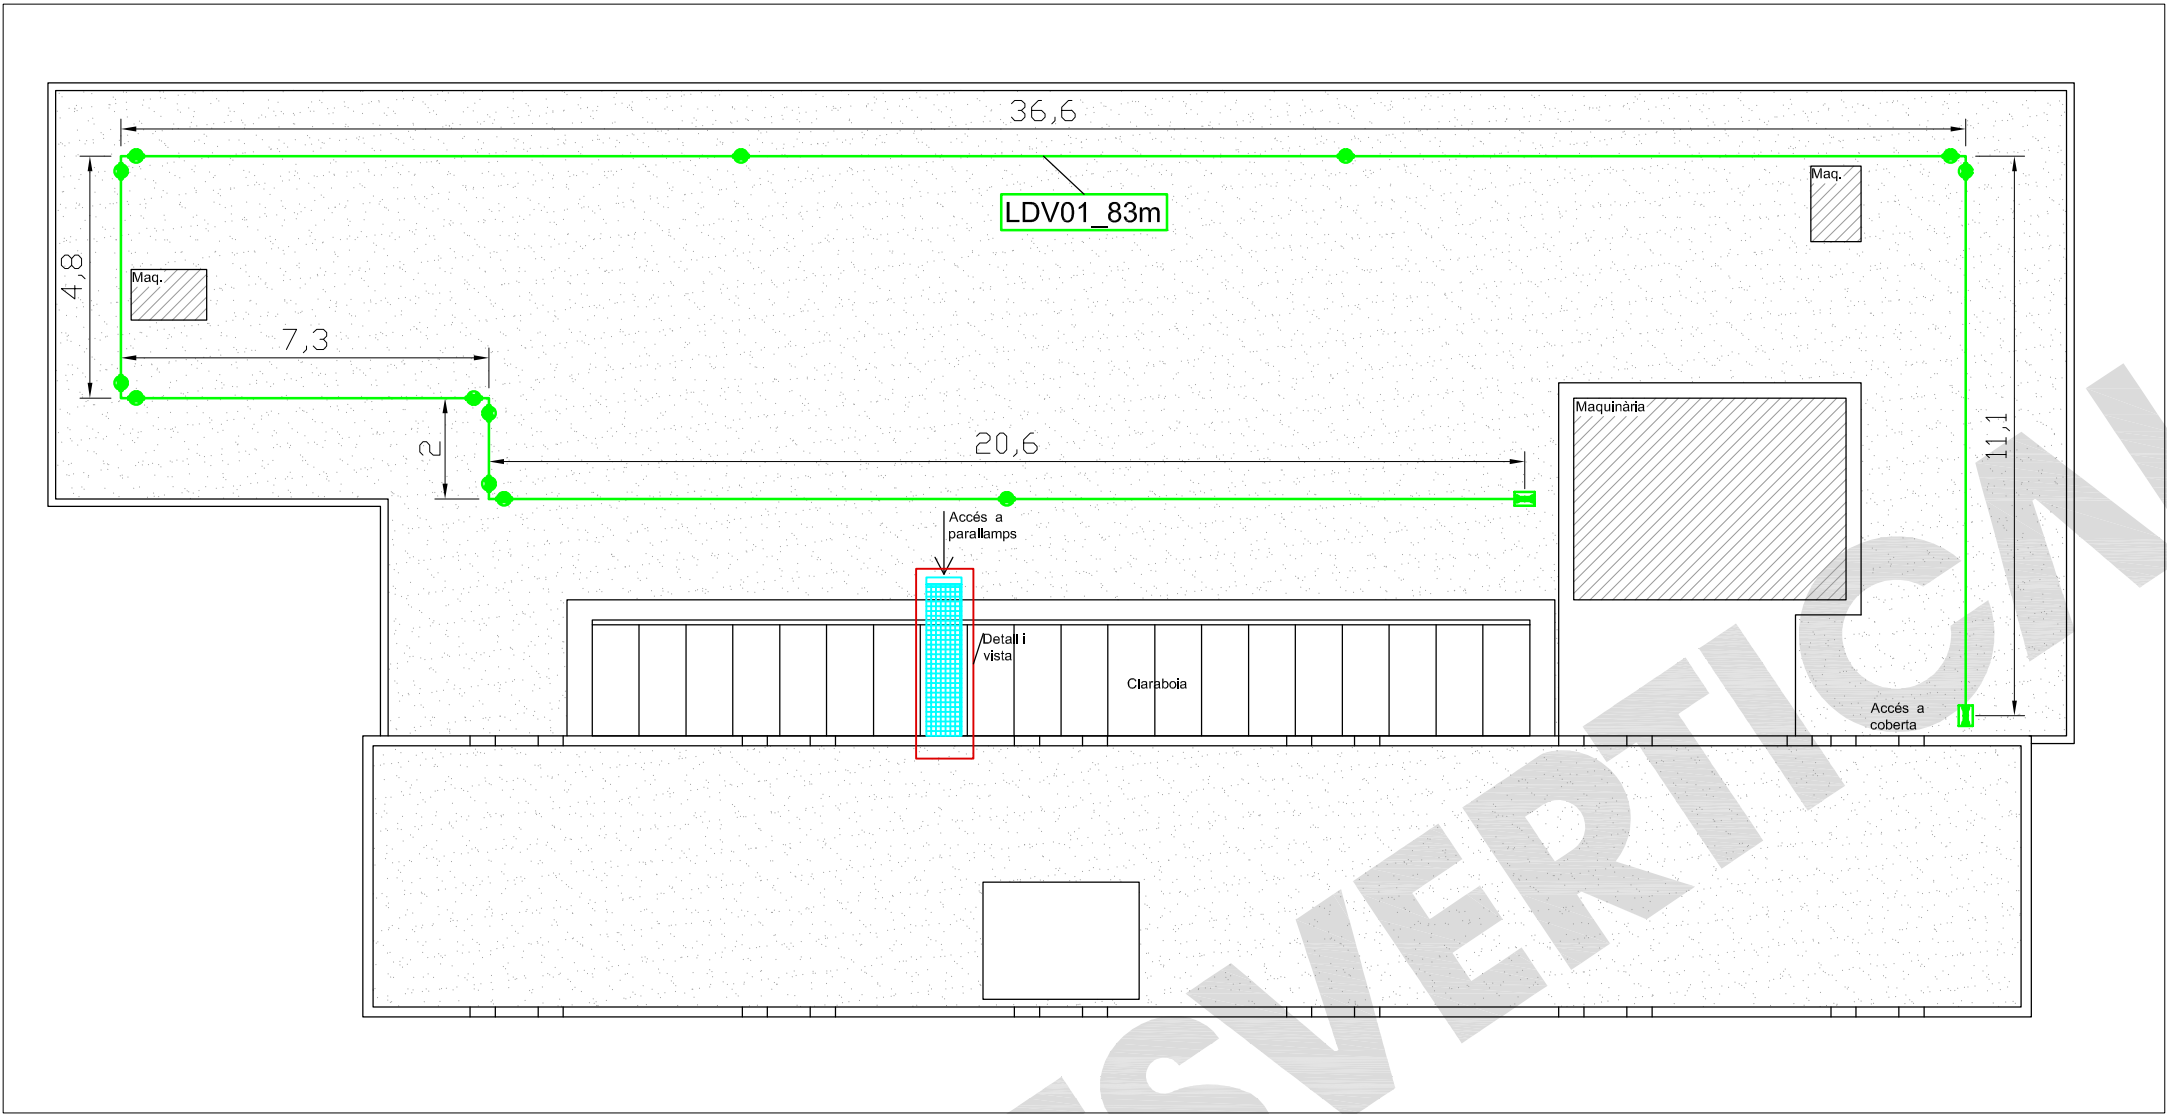 36,6
LDV01_83m
Maq.
4,8
Maq.
7,3
2
20,6
Maquinària
11,1
Accés a
parallamps
Detall i
vista
Claraboia
Accés a
coberta